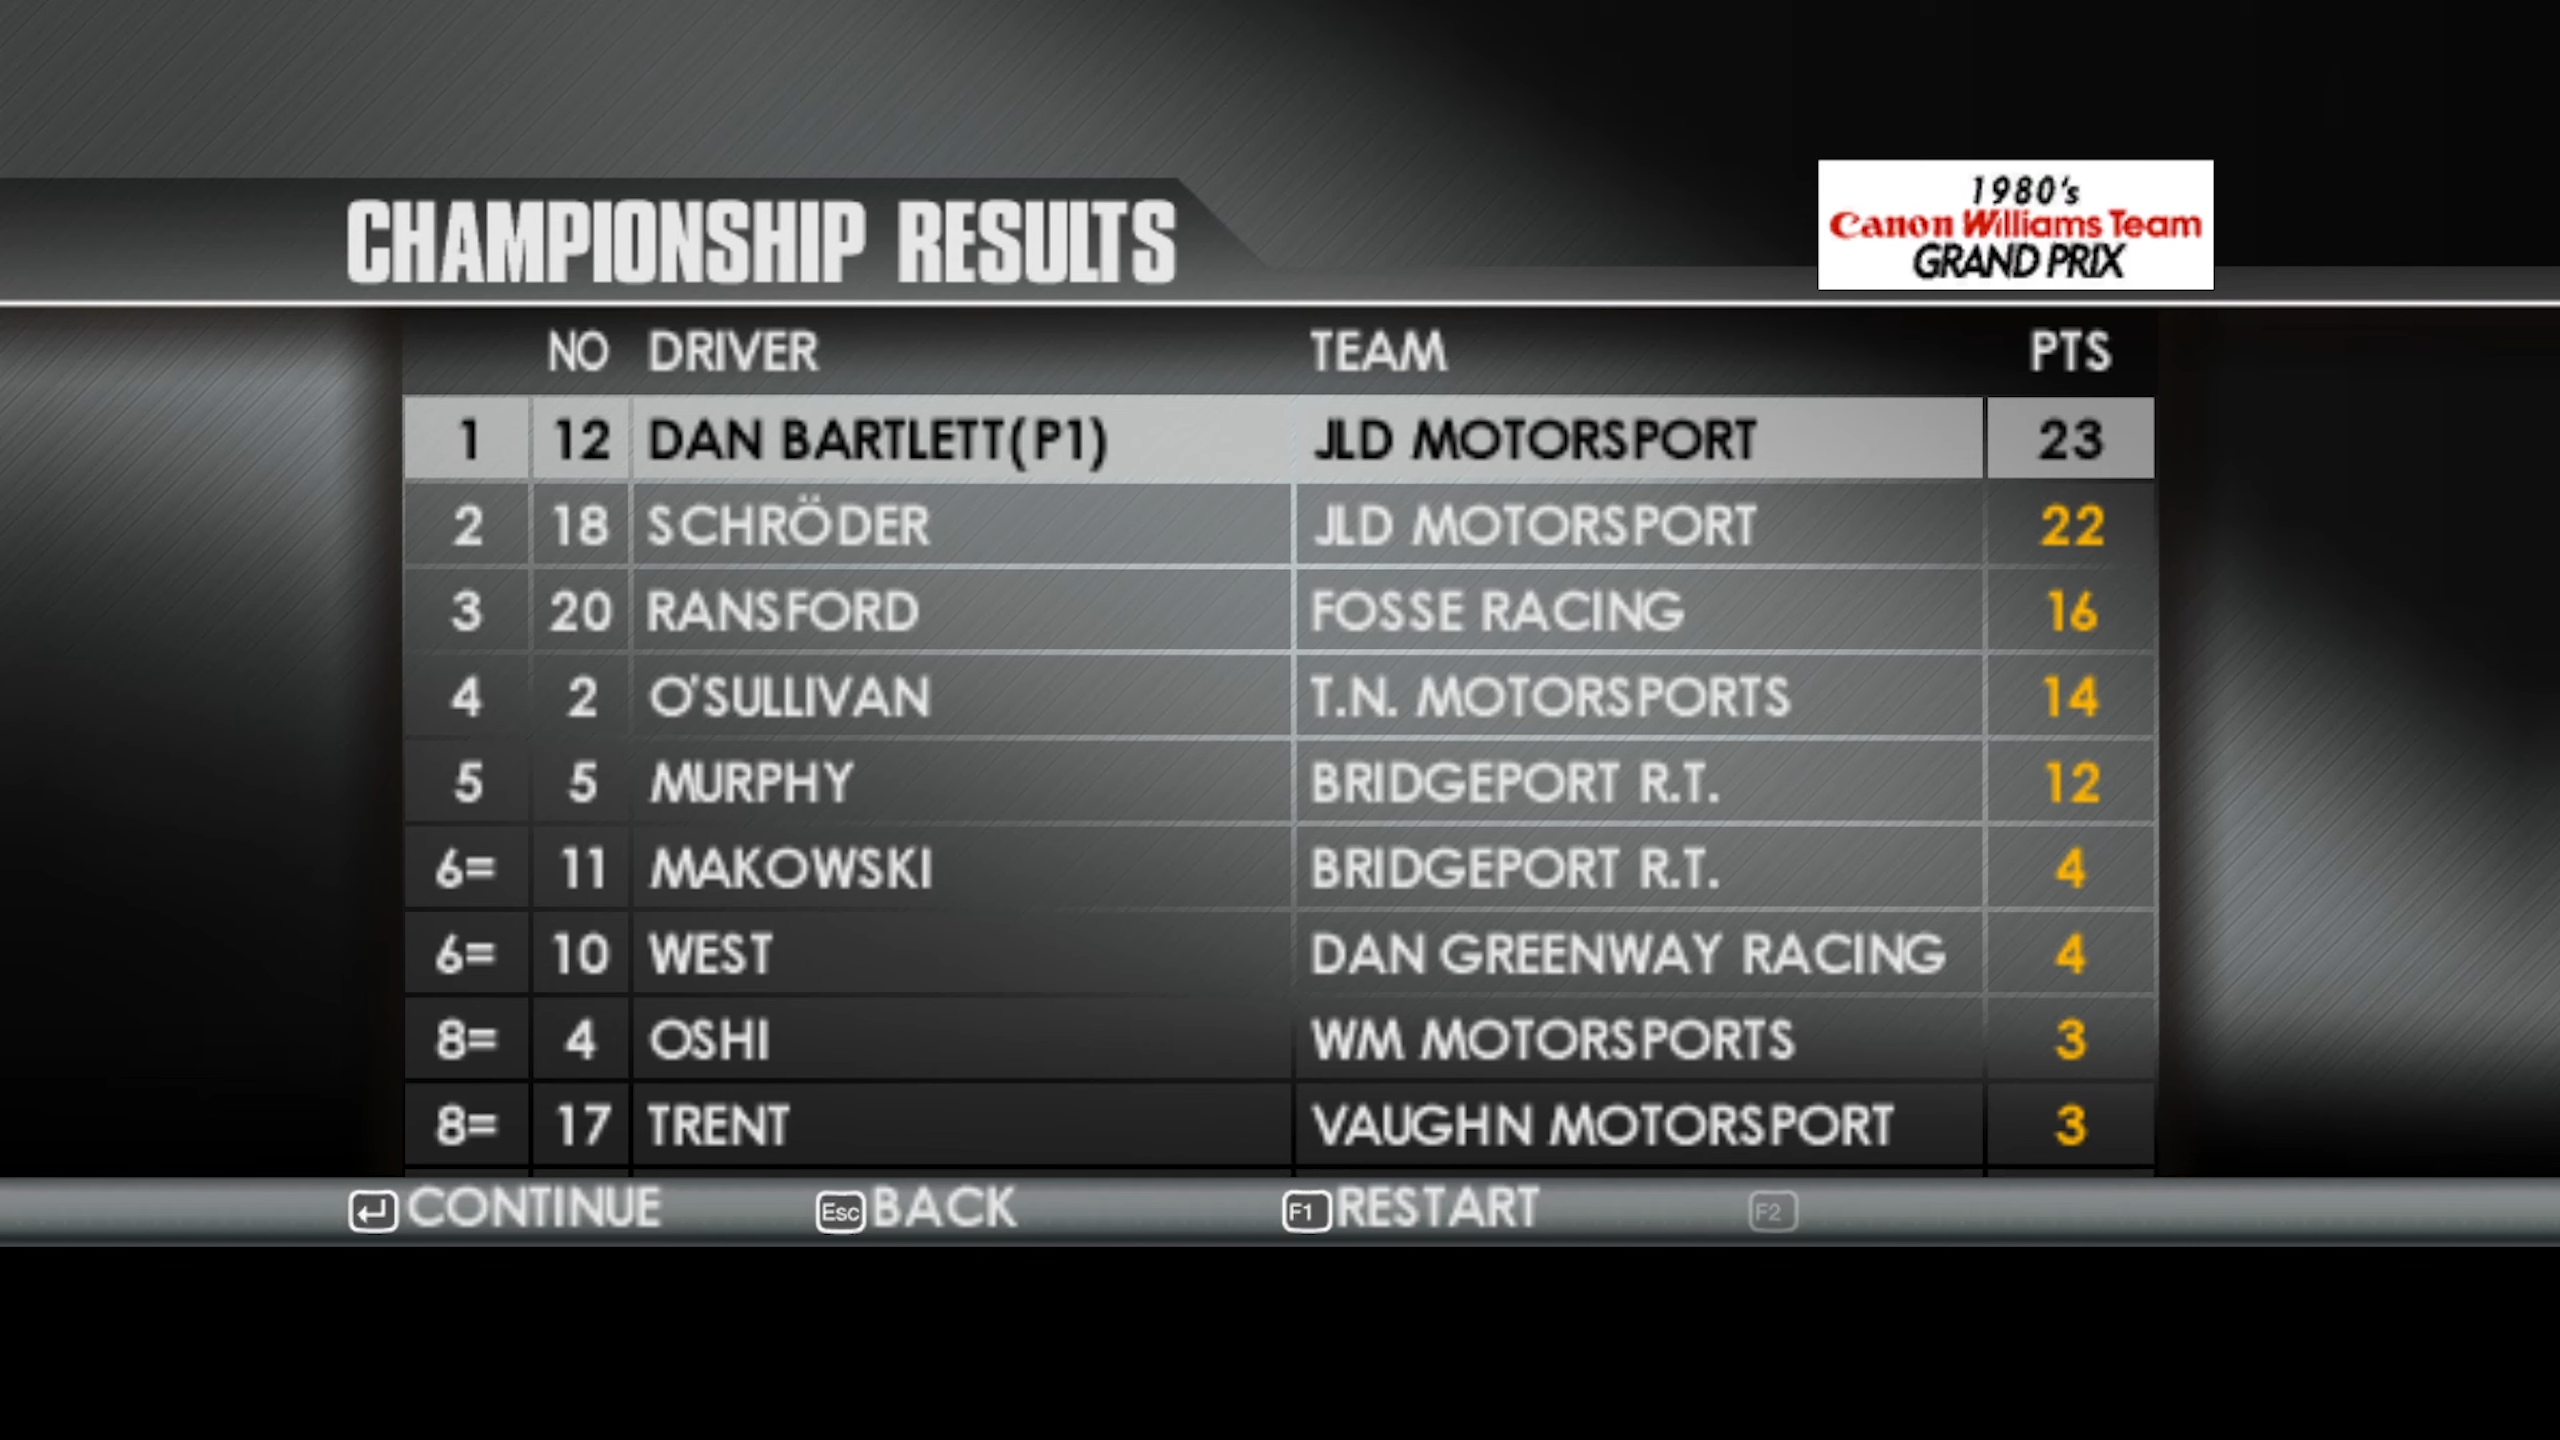 CHAMPIONSHIP RESULTS
1980's
Canon Williams Team
GRAND PRIX
NO DRIVER TEAM PTS
1 12 DAN BARTLETT(P1) JLD MOTORSPORT 23
2 18 SCHRÖDER JLD MOTORSPORT 22
3 20 RANSFORD FOSSE RACING 16
4 2 O'SULLIVAN T.N. MOTORSPORTS 14
5 5 MURPHY BRIDGEPORT R.T. 12
6= 11 MAKOWSKI BRIDGEPORT R.T. 4
6= 10 WEST DAN GREENWAY RACING 4
8= 4 OSHI WM MOTORSPORTS 3
8= 17 TRENT VAUGHN MOTORSPORT 3
CONTINUE Esc BACK F1 RESTART F2